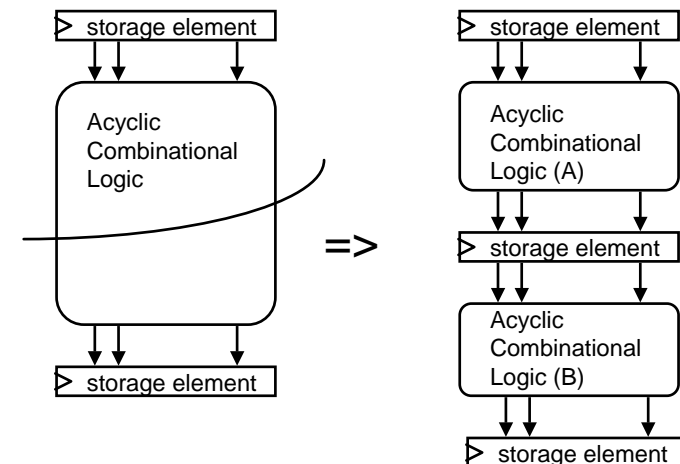 storage element
Acyclic
Combinational
Logic
storage element
=>
storage element
Acyclic
Combinational
Logic (A)
storage element
Acyclic
Combinational
Logic (B)
storage element